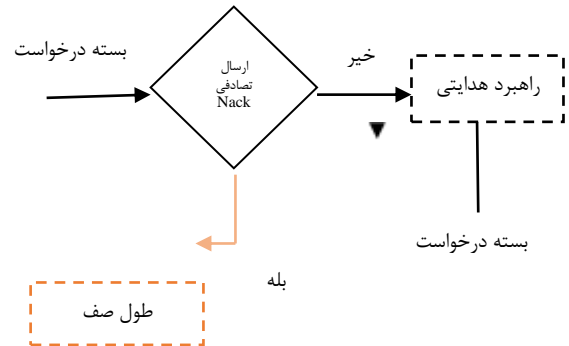 بسته درخواست
ارسال
تصادفی
Nack
خیر
راهبرد هدایتی
بسته درخواست
بله
طول صف